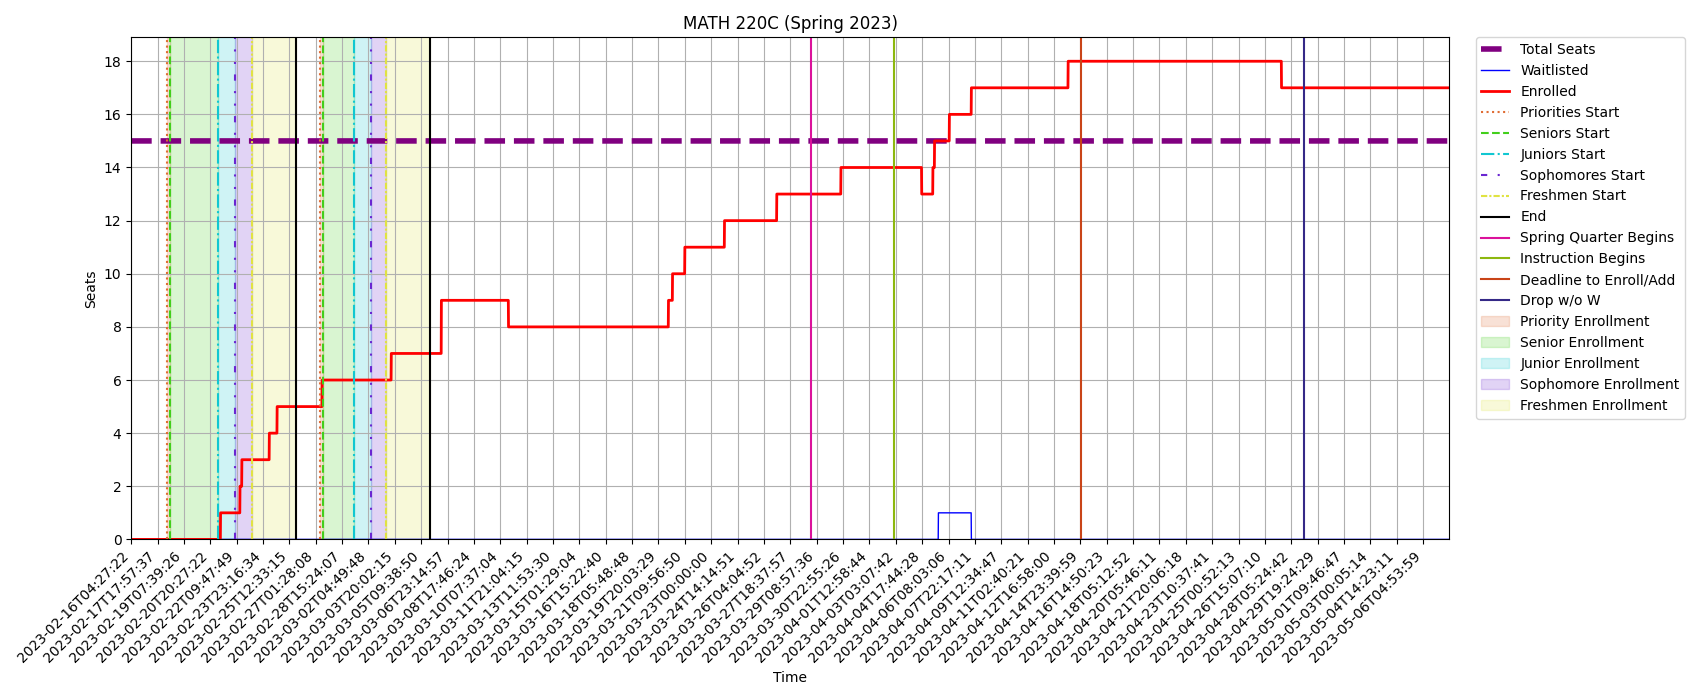 MATH 220C (Spring 2023)
Seats
18
16
14
12
10
8
6
4
2
0
2023-02-16T04:27:22
2023-02-17T17:57:37
2023-02-19T07:39:26
2023-02-20T20:27:22
2023-02-22T09:47:49
2023-02-23T23:16:34
2023-02-25T12:33:15
2023-02-27T01:28:08
2023-02-28T15:24:07
2023-03-02T04:49:48
2023-03-03T20:02:15
2023-03-05T09:38:50
2023-03-06T23:14:57
2023-03-08T17:46:24
2023-03-10T07:37:04
2023-03-11T21:04:15
2023-03-13T11:53:30
2023-03-15T01:29:04
2023-03-16T15:22:40
2023-03-18T05:48:48
2023-03-19T20:03:29
2023-03-21T09:56:50
2023-03-23T00:00:00
2023-03-24T14:14:51
2023-03-26T04:04:52
2023-03-27T18:37:57
2023-03-29T08:57:36
2023-03-30T22:55:26
2023-04-01T12:58:44
2023-04-03T03:07:42
2023-04-04T17:44:28
2023-04-06T08:03:06
2023-04-07T22:17:11
2023-04-09T12:34:47
2023-04-11T02:40:21
2023-04-12T16:58:00
2023-04-14T23:39:59
2023-04-16T14:50:23
2023-04-18T05:12:52
2023-04-20T05:46:11
2023-04-21T20:06:18
2023-04-23T10:37:41
2023-04-25T00:52:13
2023-04-26T15:07:10
2023-04-28T05:24:42
2023-04-29T19:24:29
2023-05-01T09:46:47
2023-05-03T00:05:14
2023-05-04T14:23:11
2023-05-06T04:53:59
Time
Total Seats
Waitlisted
Enrolled
Priorities Start
Seniors Start
Juniors Start
Sophomores Start
Freshmen Start
End
Spring Quarter Begins
Instruction Begins
Deadline to Enroll/Add
Drop w/o W
Priority Enrollment
Senior Enrollment
Junior Enrollment
Sophomore Enrollment
Freshmen Enrollment